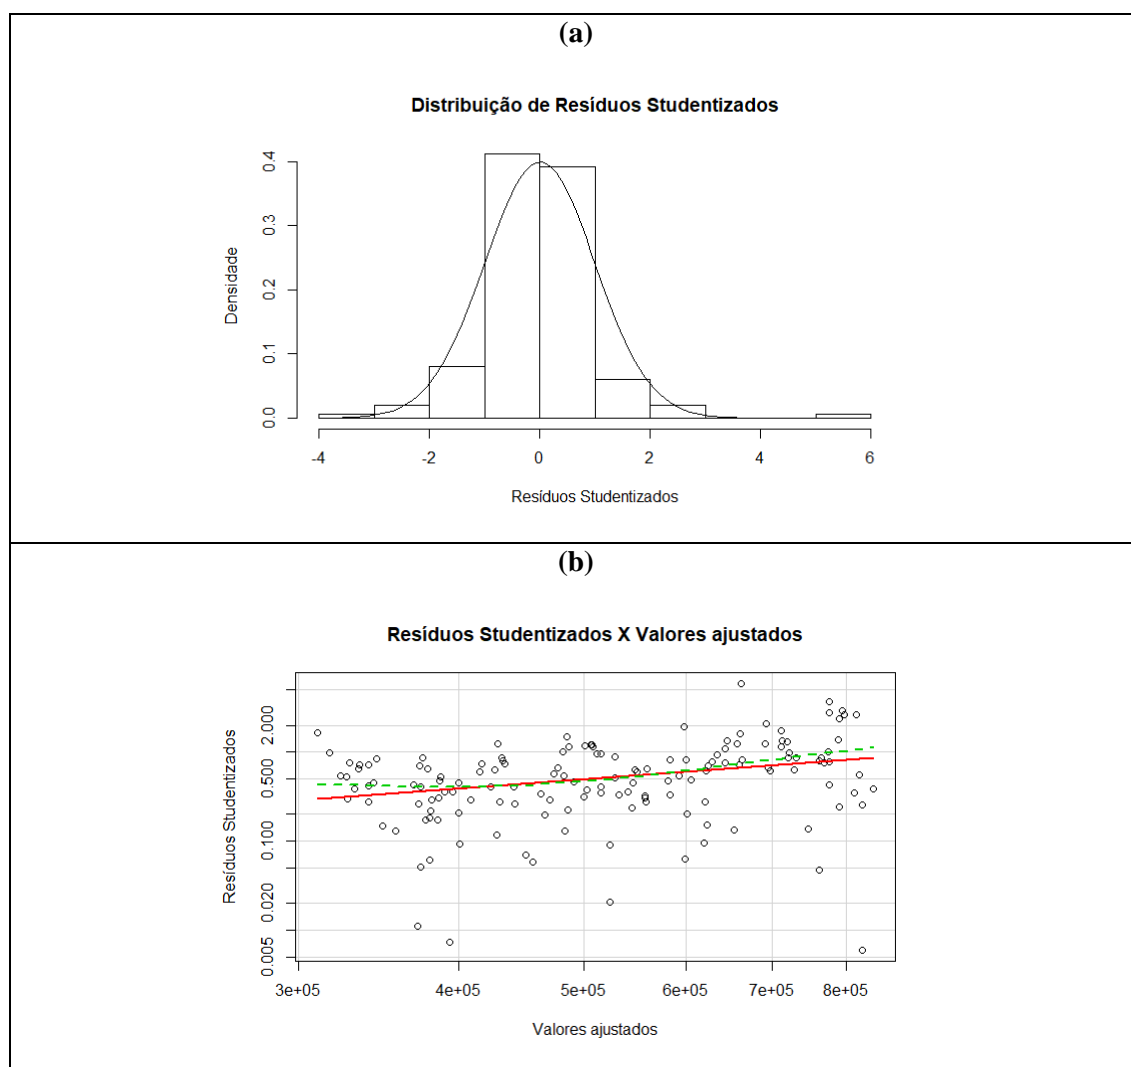 (a)
Distribuição de Resíduos Studentizados
Densidade
0.4
0.3
0.2
0.1
0.0
-4 -2 0 2 4 6
Resíduos Studentizados
(b)
Resíduos Studentizados X Valores ajustados
Resíduos Studentizados
2.000
0.500
0.100
0.020
0.005
3e+05 4e+05 5e+05 6e+05 7e+05 8e+05
Valores ajustados